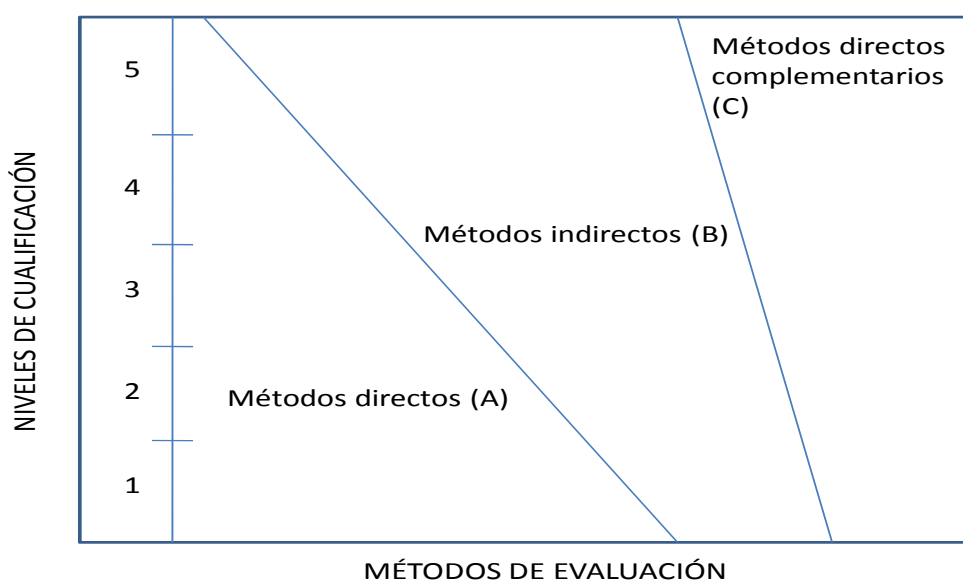 NIVELES DE CUALIFICACIÓN
5
4
3
2
1
Métodos directos
complementarios
(C)
Métodos indirectos (B)
Métodos directos (A)
MÉTODOS DE EVALUACIÓN